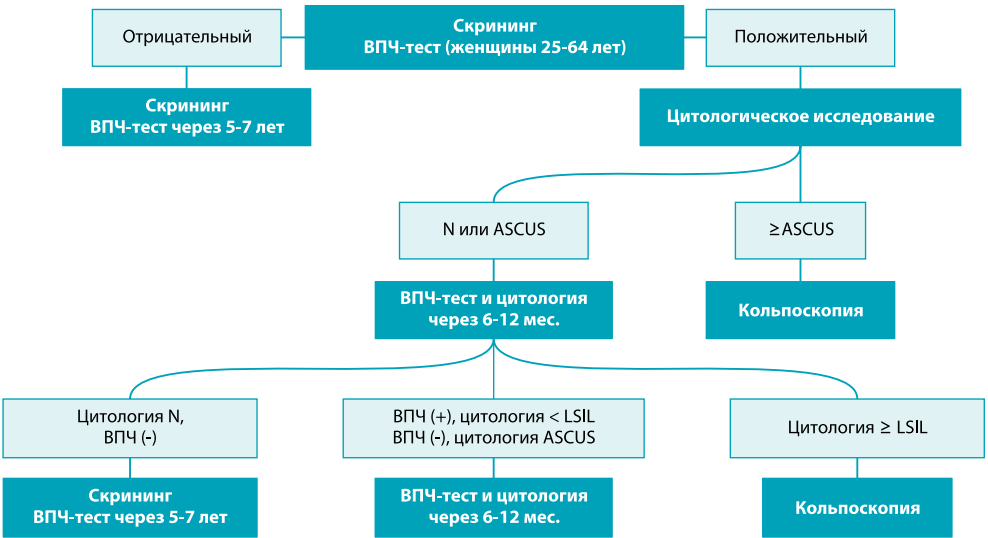 Отрицательный
Скрининг
ВПЧ-тест (женщины 25-64 лет)
Положительный
Скрининг
ВПЧ-тест через 5-7 лет
Цитологическое исследование
N или ASCUS
≥ASCUS
ВПЧ-тест и цитология
через 6-12 мес.
Кольпоскопия
Цитология N,
ВПЧ (-)
ВПЧ (+), цитология < LSIL
ВПЧ (-), цитология ASCUS
Цитология ≥ LSIL
Скрининг
ВПЧ-тест через 5-7 лет
ВПЧ-тест и цитология
через 6-12 мес.
Кольпоскопия